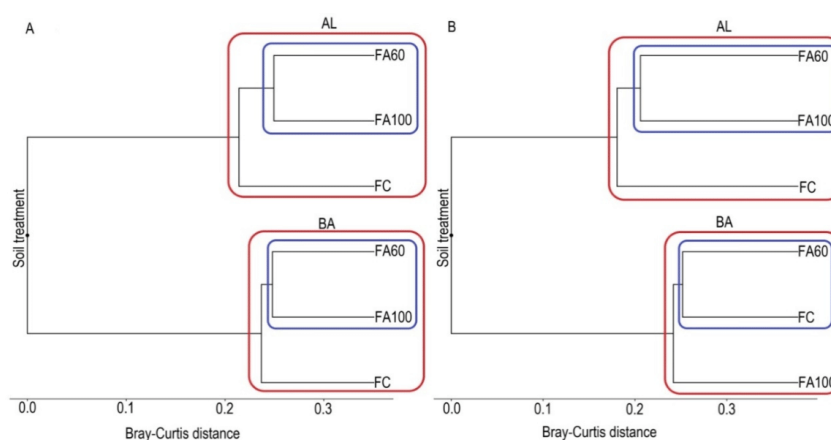 A
AL
FA60
FA100
FC
BA
FA60
FA100
FC
Soil treatment
0.0 0.1 0.2 0.3
Bray-Curtis distance
B
AL
FA60
FA100
FC
BA
FA60
FC
FA100
Soil treatment
0.0 0.1 0.2 0.3
Bray-Curtis distance